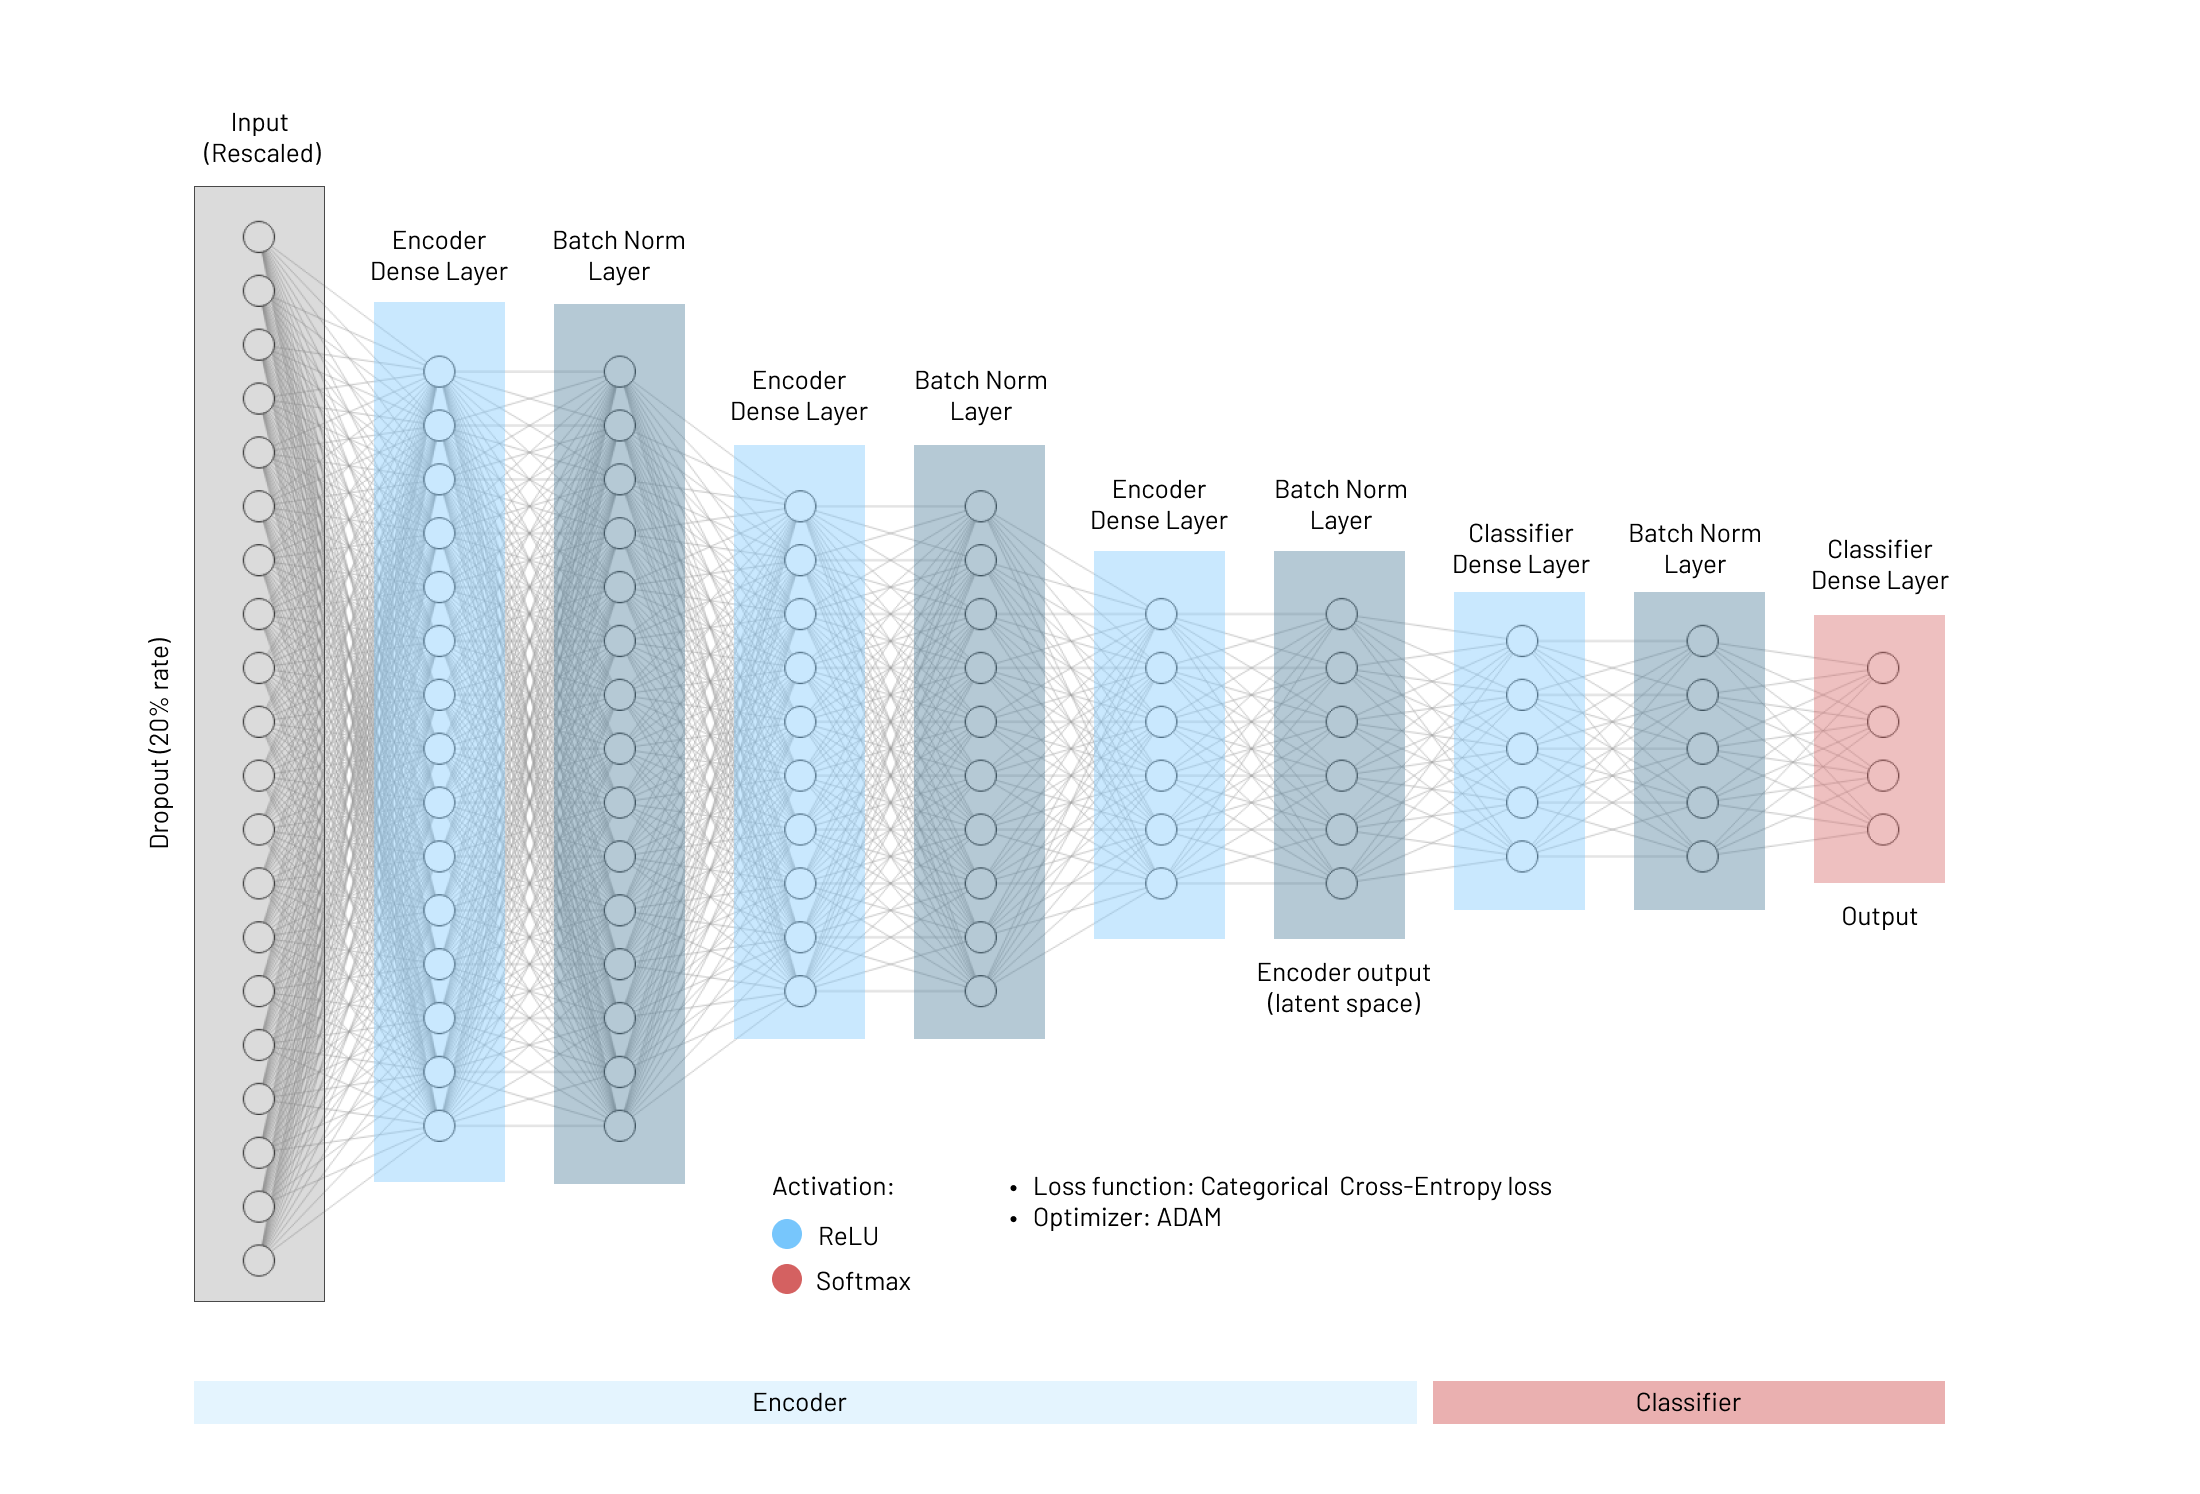 Input
(Rescaled)
Encoder
Dense Layer
Batch Norm
Layer
Encoder
Dense Layer
Batch Norm
Layer
Encoder
Dense Layer
Batch Norm
Layer
Classifier
Dense Layer
Batch Norm
Layer
Classifier
Dense Layer
Dropout (20% rate)
Output
Encoder output
(latent space)
Activation:
ReLU
Softmax
• Loss function: Categorical  Cross-Entropy loss
• Optimizer: ADAM
Encoder
Classifier